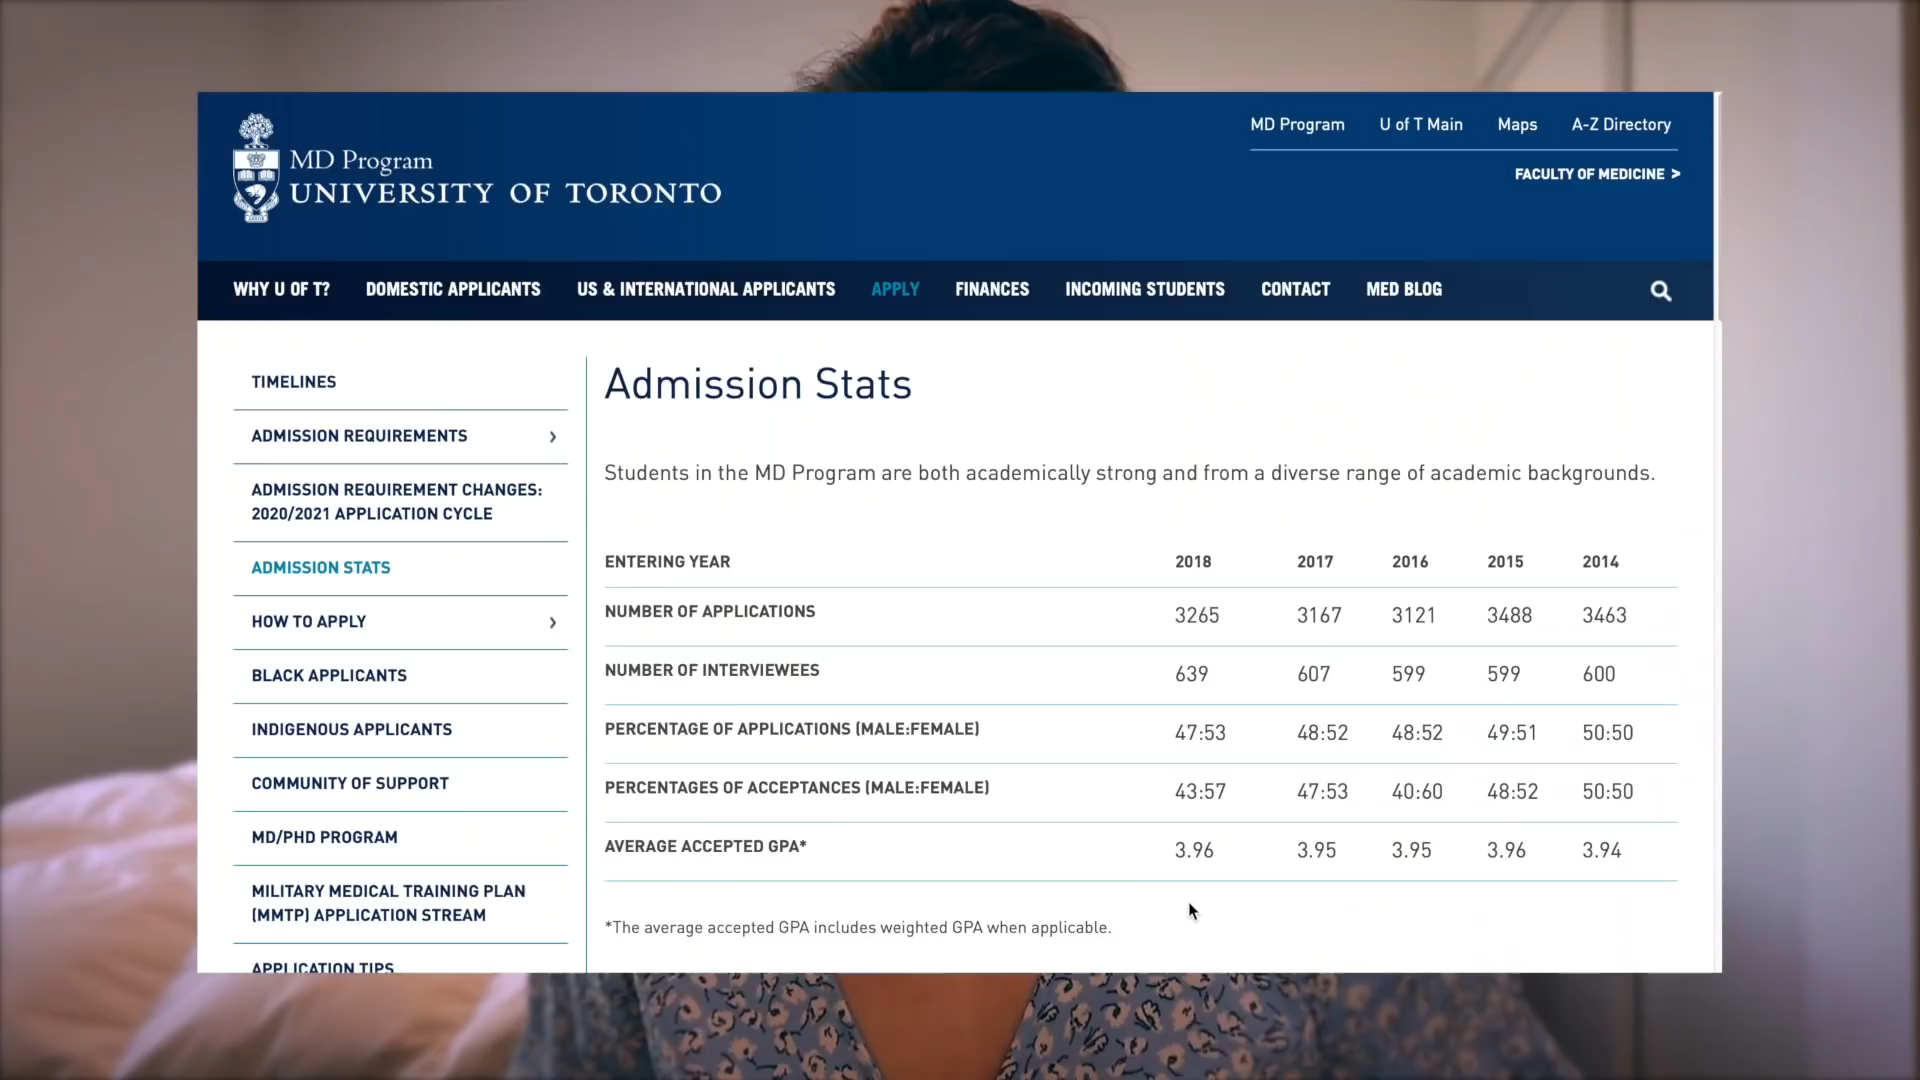 MD Program
UNIVERSITY OF TORONTO
MD Program U of T Main Maps A-Z Directory
FACULTY OF MEDICINE >
WHY U OF T? DOMESTIC APPLICANTS US & INTERNATIONAL APPLICANTS APPLY FINANCES INCOMING STUDENTS CONTACT MED BLOG
TIMELINES
ADMISSION REQUIREMENTS
ADMISSION REQUIREMENT CHANGES:
2020/2021 APPLICATION CYCLE
ADMISSION STATS
HOW TO APPLY
BLACK APPLICANTS
INDIGENOUS APPLICANTS
COMMUNITY OF SUPPORT
MD/PHD PROGRAM
MILITARY MEDICAL TRAINING PLAN
(MMTP) APPLICATION STREAM
APPLICATION TIPS
Admission Stats
Students in the MD Program are both academically strong and from a diverse range of academic backgrounds.
ENTERING YEAR 2018 2017 2016 2015 2014
NUMBER OF APPLICATIONS 3265 3167 3121 3488 3463
NUMBER OF INTERVIEWEES 639 607 599 599 600
PERCENTAGE OF APPLICATIONS (MALE:FEMALE) 47:53 48:52 48:52 49:51 50:50
PERCENTAGES OF ACCEPTANCES (MALE:FEMALE) 43:57 47:53 40:60 48:52 50:50
AVERAGE ACCEPTED GPA* 3.96 3.95 3.95 3.96 3.94
*The average accepted GPA includes weighted GPA when applicable.